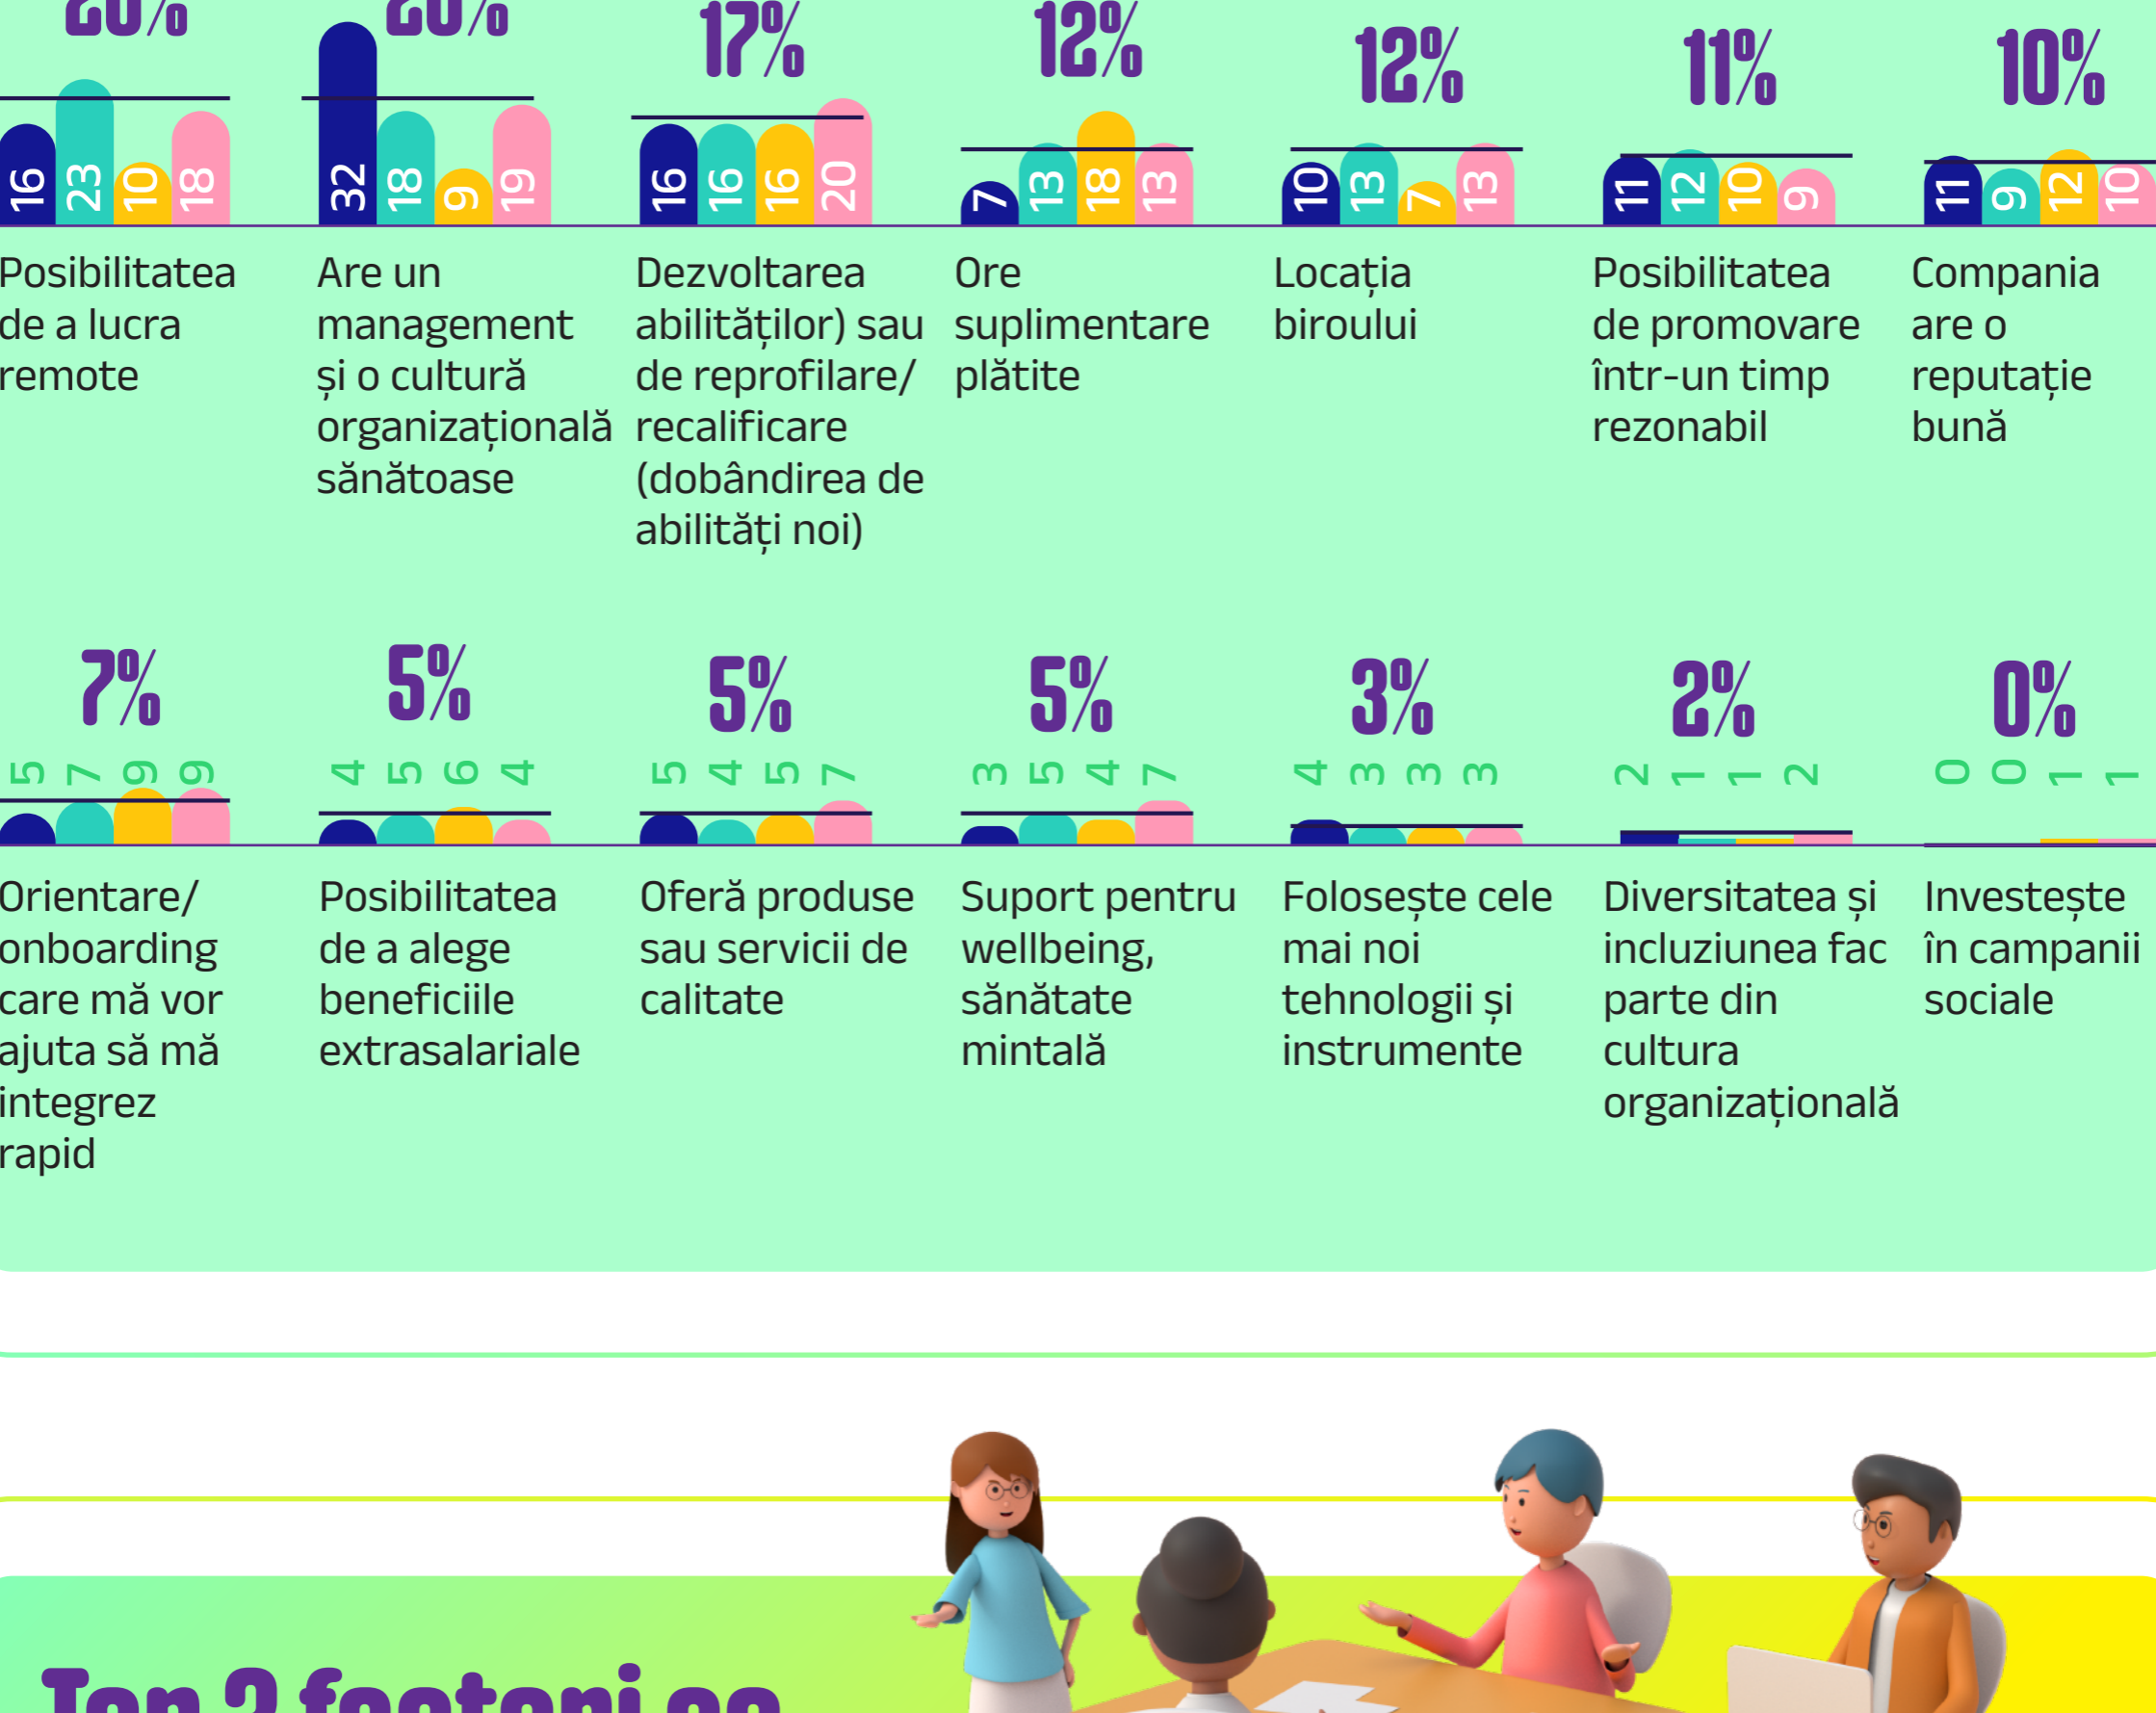 20% 20% 17% 12% 12% 11% 10%
16 23 10 18 32 18 9 19 16 16 16 20 7 13 18 13 10 13 7 13 11 12 10 9 11 9 12 10
Posibilitatea
de a lucra
remote
Are un
management
și o cultură
organizațională
sănătoase
Dezvoltarea
abilităților) sau
de reprofilare/
recalificare
(dobândirea de
abilități noi)
Ore
suplimentare
plătite
Locația
biroului
Posibilitatea
de promovare
într-un timp
rezonabil
Compania
are o
reputație
bună
7% 5% 5% 5% 3% 2% 0%
5 7 9 9 4 5 6 4 5 4 5 7 3 5 4 7 4 3 3 3 2 1 1 2 0 0 1 1
Orientare/
onboarding
care mă vor
ajuta să mă
integrez
rapid
Posibilitatea
de a alege
beneficiile
extrasalariale
Oferă produse
sau servicii de
calitate
Suport pentru
wellbeing,
sănătate
mintală
Folosește cele
mai noi
tehnologii și
instrumente
Diversitatea și
incluziunea fac
parte din
cultura
organizațională
Investește
în campanii
sociale
Top